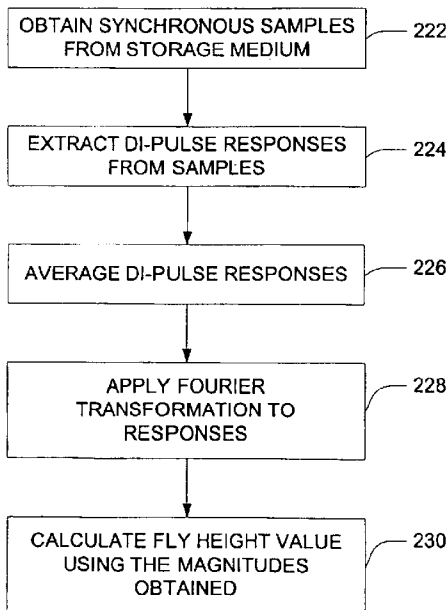 OBTAIN SYNCHRONOUS SAMPLES
FROM STORAGE MEDIUM
222
EXTRACT DI-PULSE RESPONSES
FROM SAMPLES
224
AVERAGE DI-PULSE RESPONSES
226
APPLY FOURIER
TRANSFORMATION TO
RESPONSES
228
CALCULATE FLY HEIGHT VALUE
USING THE MAGNITUDES
OBTAINED
230